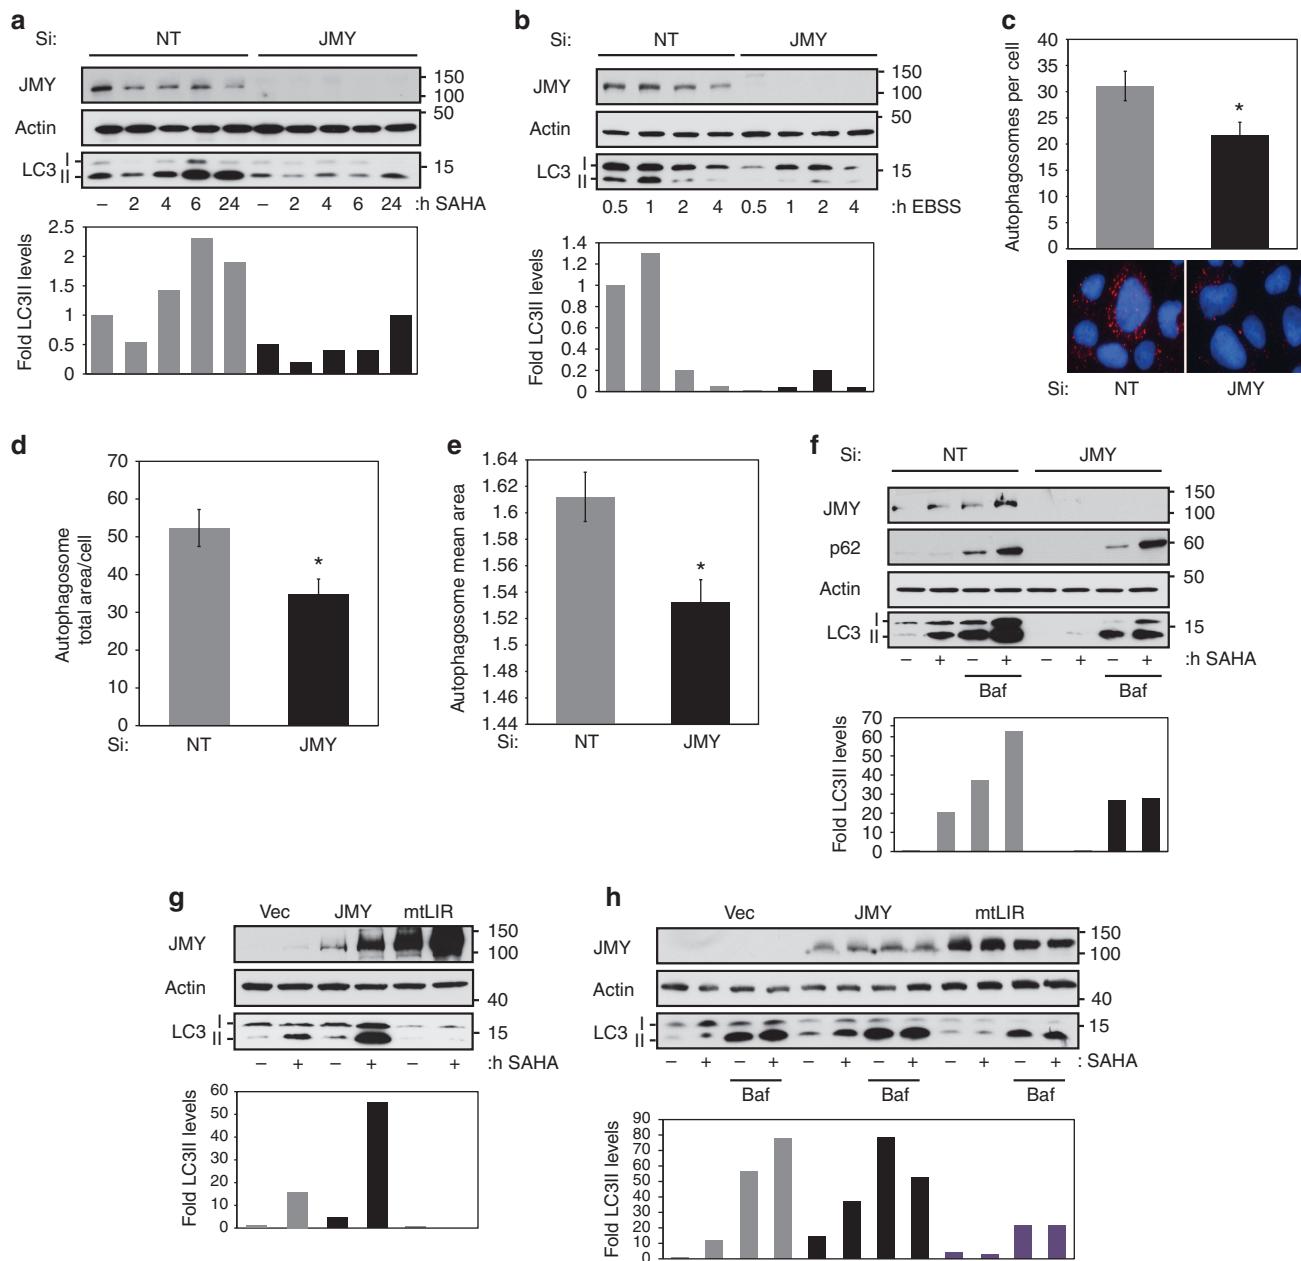 a
Si: NT JMY
JMY
150
100
Actin
50
LC3 I
II
15
– 2 4 6 24 – 2 4 6 24 :h SAHA
Fold LC3II levels
2.5
2
1.5
1
0.5
0
b
Si: NT JMY
JMY
150
100
Actin
50
LC3 I
II
15
0.5 1 2 4 0.5 1 2 4 :h EBSS
Fold LC3II levels
1.4
1.2
1
0.8
0.6
0.4
0.2
0
c
Autophagosomes per cell
40
35
30
25
20
15
10
5
0
*
Si: NT JMY
d
Autophagosome
total area/cell
70
60
50
40
30
20
10
0
*
Si: NT JMY
e
Autophagosome mean area
1.64
1.62
1.6
1.58
1.56
1.54
1.52
1.5
1.48
1.46
1.44
*
Si: NT JMY
f
Si: NT JMY
JMY
150
100
p62
60
Actin
50
LC3 I
II
15
– + – + – + – + :h SAHA
Baf Baf
Fold LC3II levels
70
60
50
40
30
20
10
0
g
Vec JMY mtLIR
JMY
150
100
Actin
40
LC3 I
II
15
– + – + – + :h SAHA
Fold LC3II levels
60
50
40
30
20
10
0
h
Vec JMY mtLIR
JMY
150
100
Actin
40
LC3 I
II
15
– + – + – + – + – + – + : SAHA
Baf Baf Baf
Fold LC3II levels
90
80
70
60
50
40
30
20
10
0